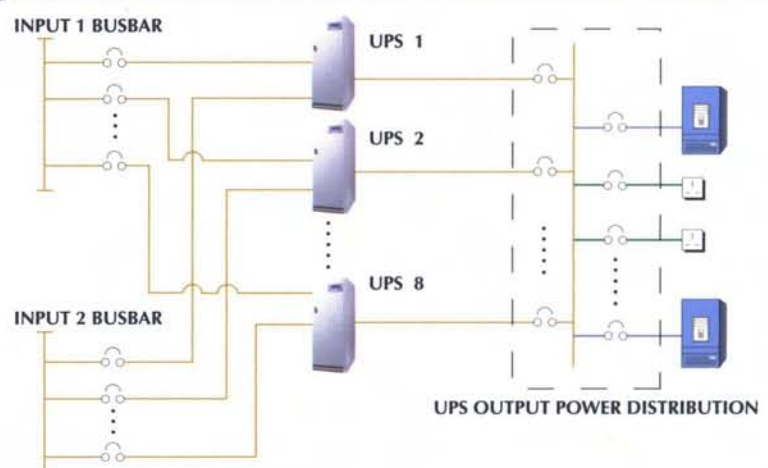 INPUT 1 BUSBAR
UPS 1
UPS 2
UPS 8
INPUT 2 BUSBAR
UPS OUTPUT POWER DISTRIBUTION